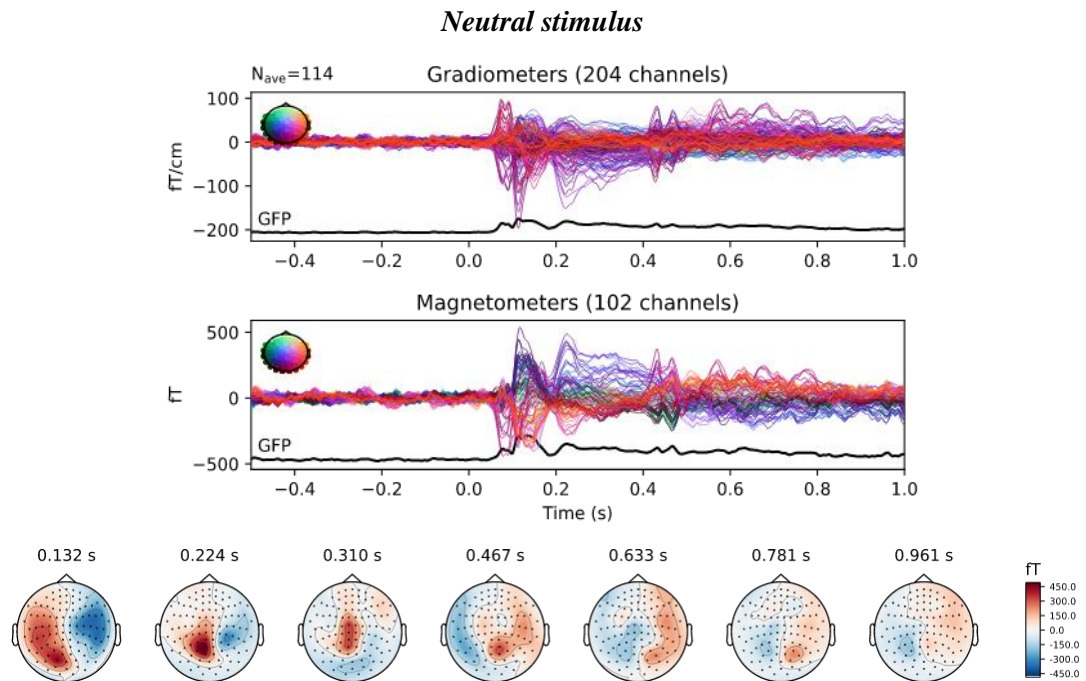 Neutral stimulus
N_ave=114
Gradiometers (204 channels)
100
0
−100
−200
fT/cm
GFP
−0.4 −0.2 0.0 0.2 0.4 0.6 0.8 1.0
Magnetometers (102 channels)
500
0
−500
fT
GFP
−0.4 −0.2 0.0 0.2 0.4 0.6 0.8 1.0
Time (s)
0.132 s 0.224 s 0.310 s 0.467 s 0.633 s 0.781 s 0.961 s
fT
450.0
300.0
150.0
0.0
-150.0
-300.0
-450.0